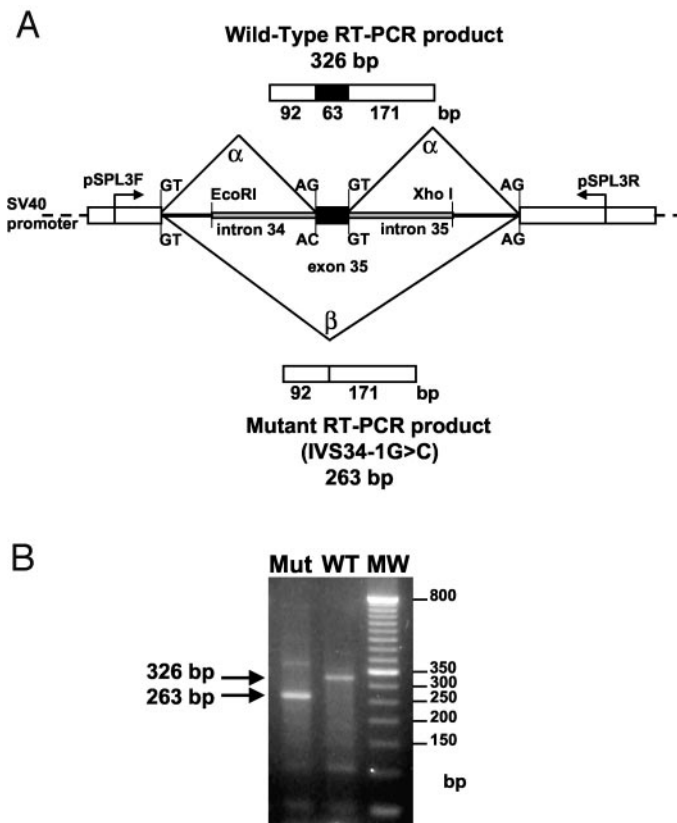 A
Wild-Type RT-PCR product
326 bp
92 63 171 bp
α α
pSPL3F GT EcoRI AG GT Xho I AG pSPL3R
SV40
promoter
intron 34 intron 35
GT AC GT AG
exon 35
β
92 171 bp
Mutant RT-PCR product
(IVS34-1G>C)
263 bp
B
Mut WT MW
800
326 bp 350
300
263 bp 250
200
150
bp